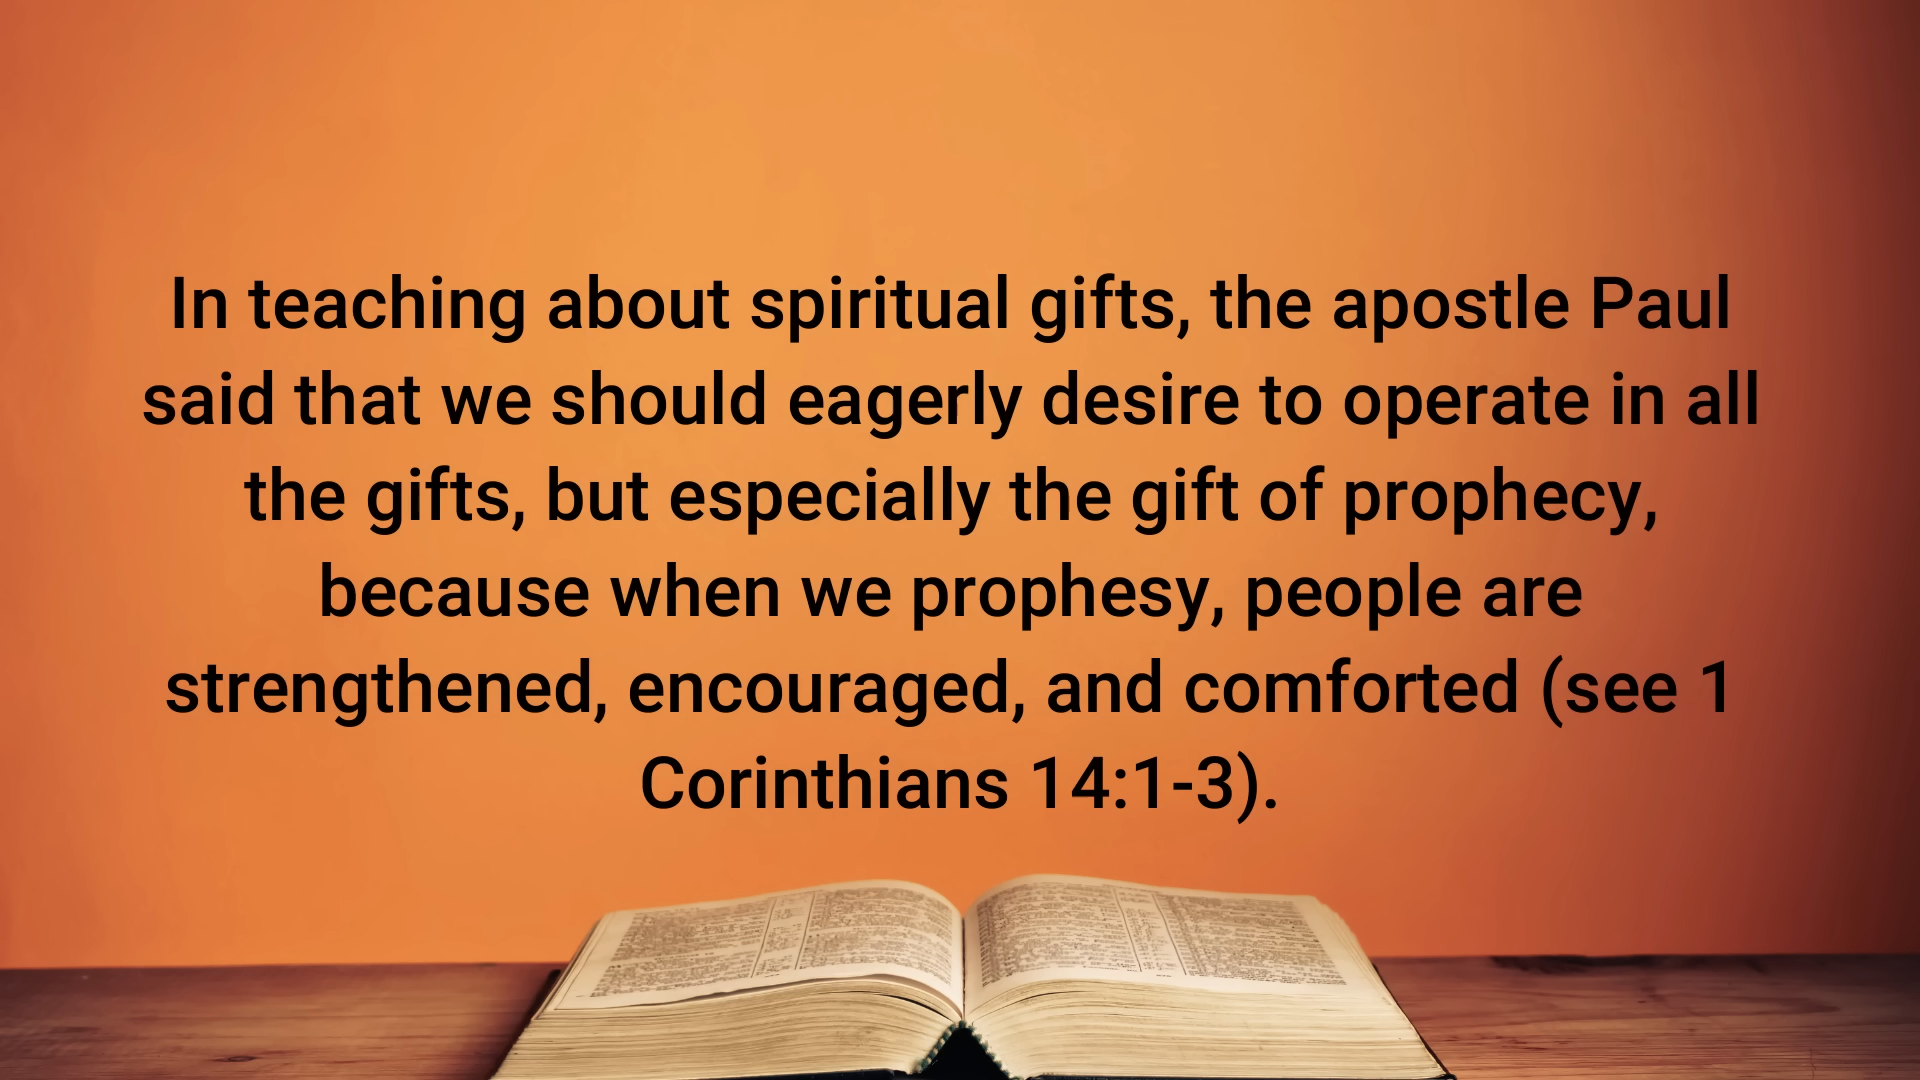 In teaching about spiritual gifts, the apostle Paul
said that we should eagerly desire to operate in all
the gifts, but especially the gift of prophecy,
because when we prophesy, people are
strengthened, encouraged, and comforted (see 1
Corinthians 14:1-3).